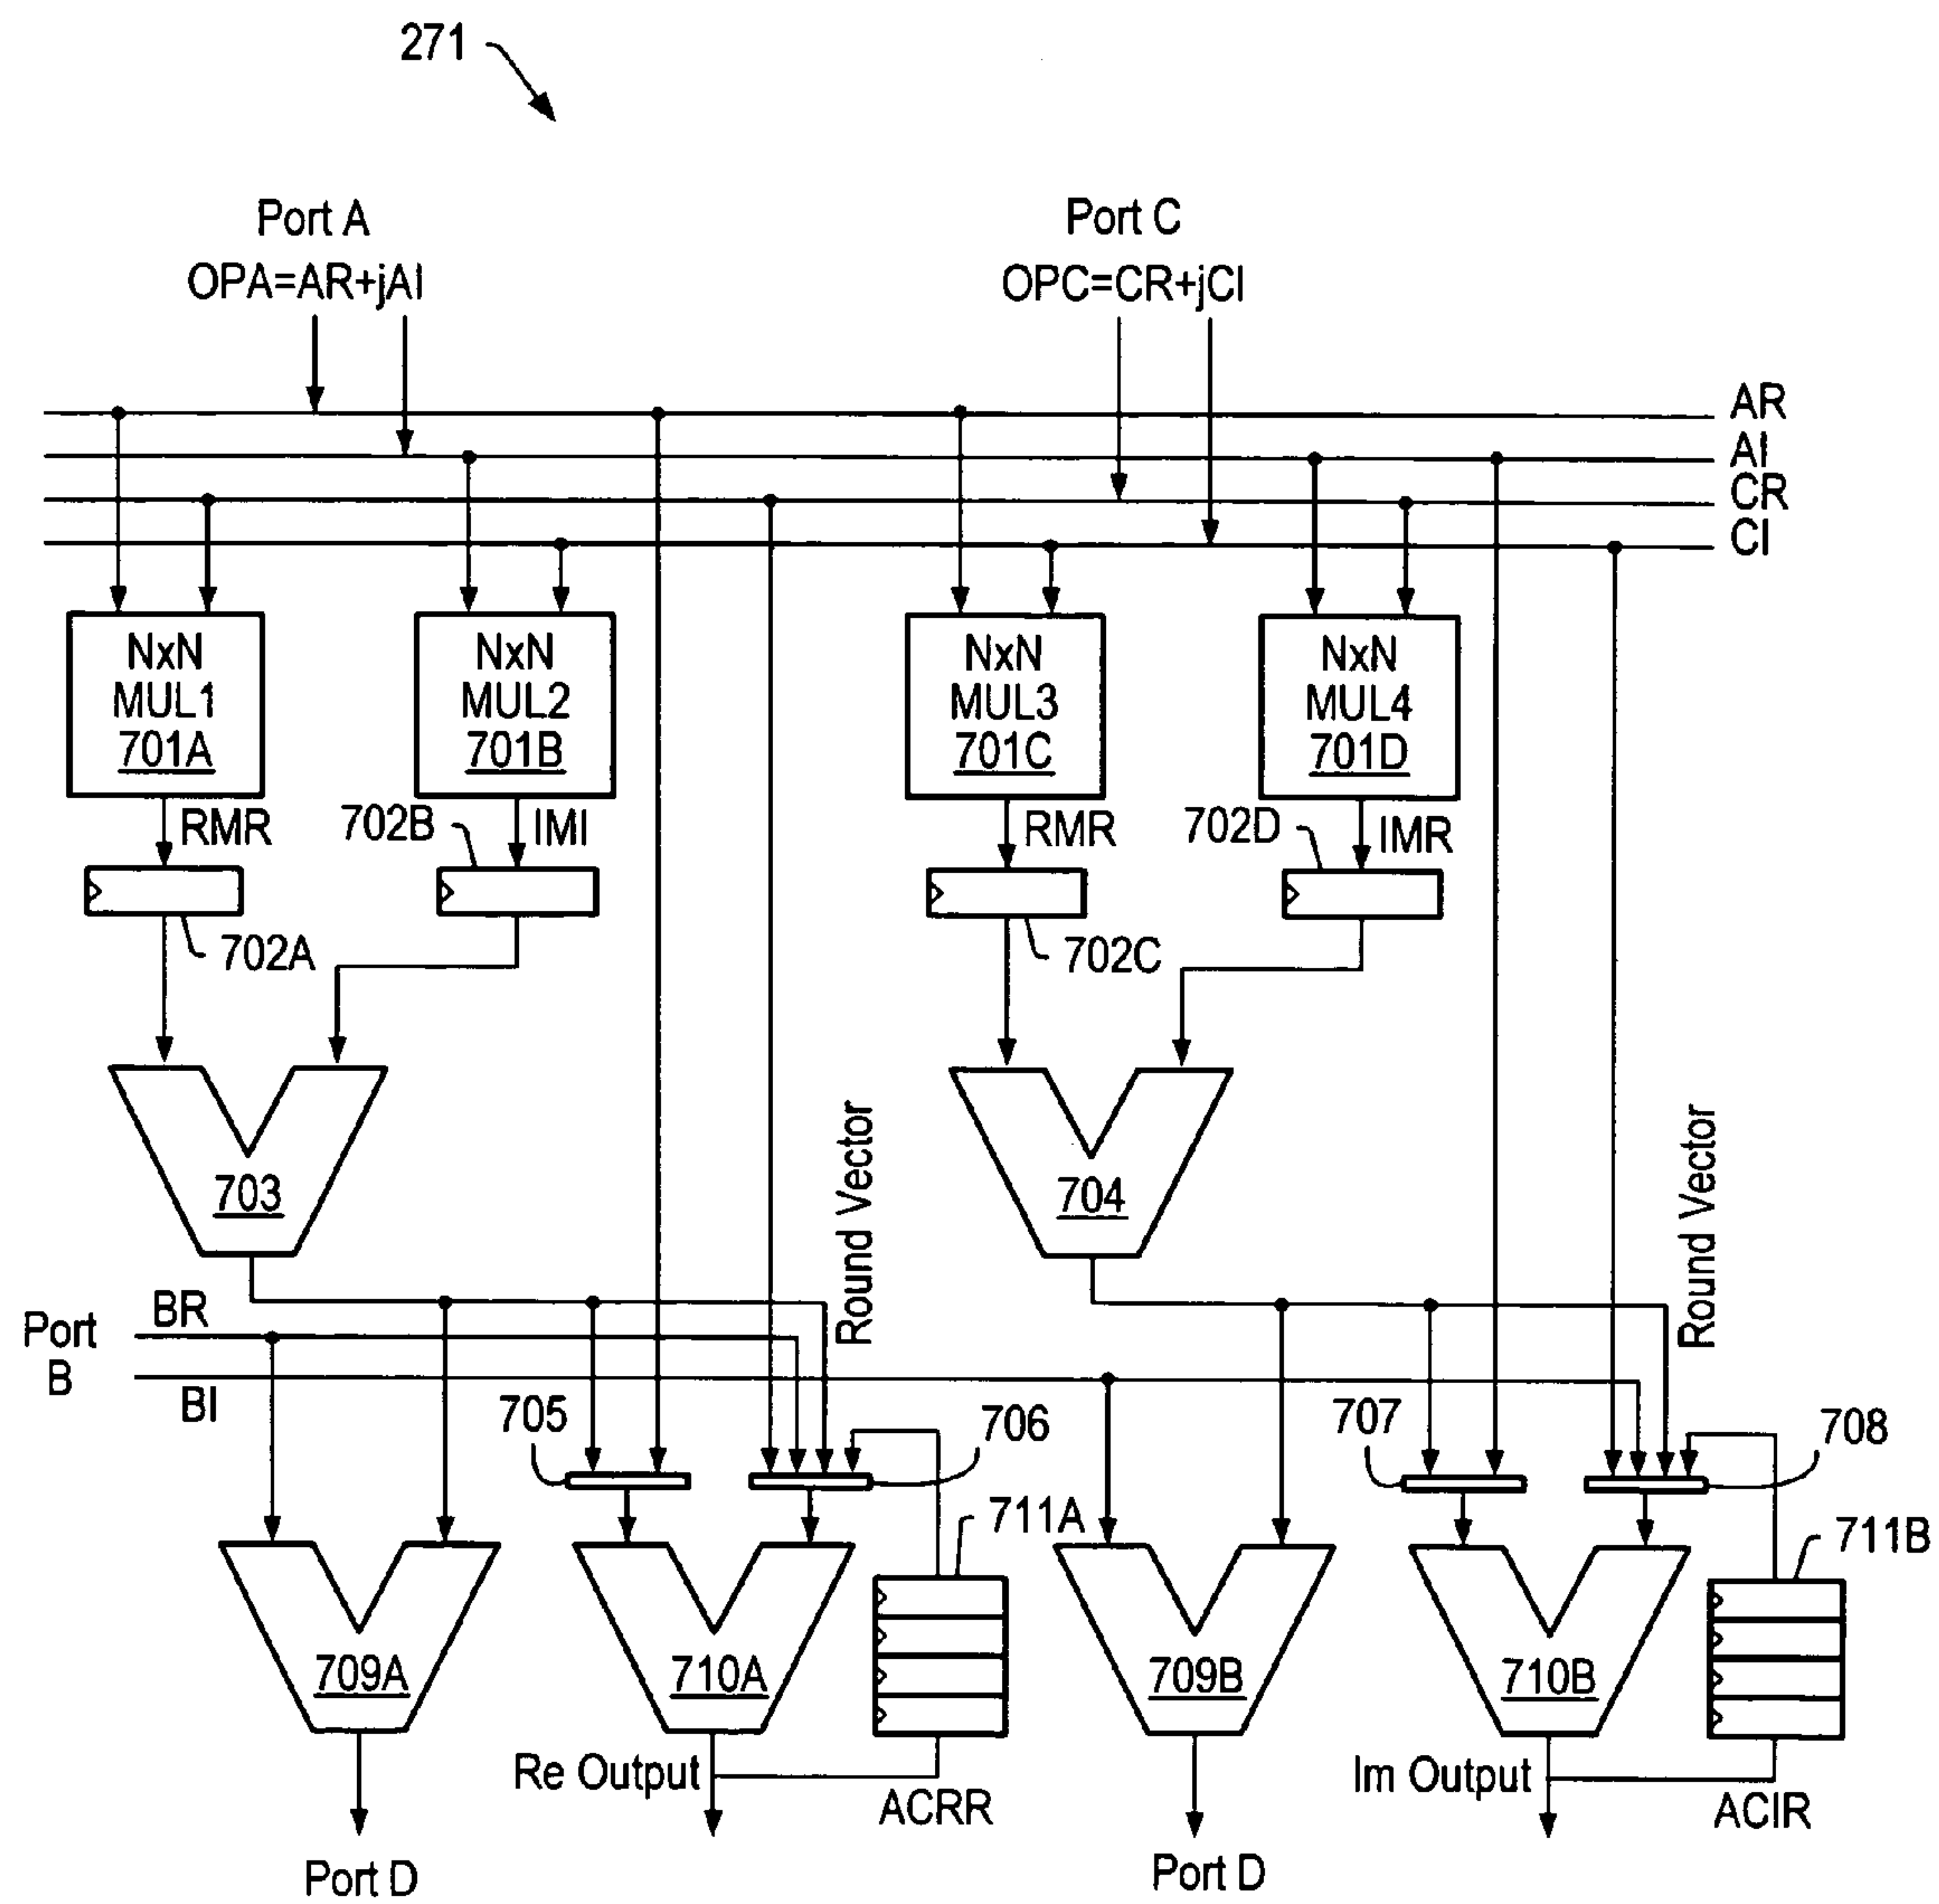 271
Port A
OPA=AR+jAI
Port C
OPC=CR+jCI
AR
AI
CR
CI
NxN
MUL1
701A
NxN
MUL2
701B
NxN
MUL3
701C
NxN
MUL4
701D
RMR
702B
IMI
RMR
702D
IMR
702A
702C
703
Round Vector
704
Round Vector
Port
B
BR
BI
705
706
707
708
711A
711B
709A
710A
709B
710B
Re Output
ACRR
Im Output
ACIR
Port D
Port D